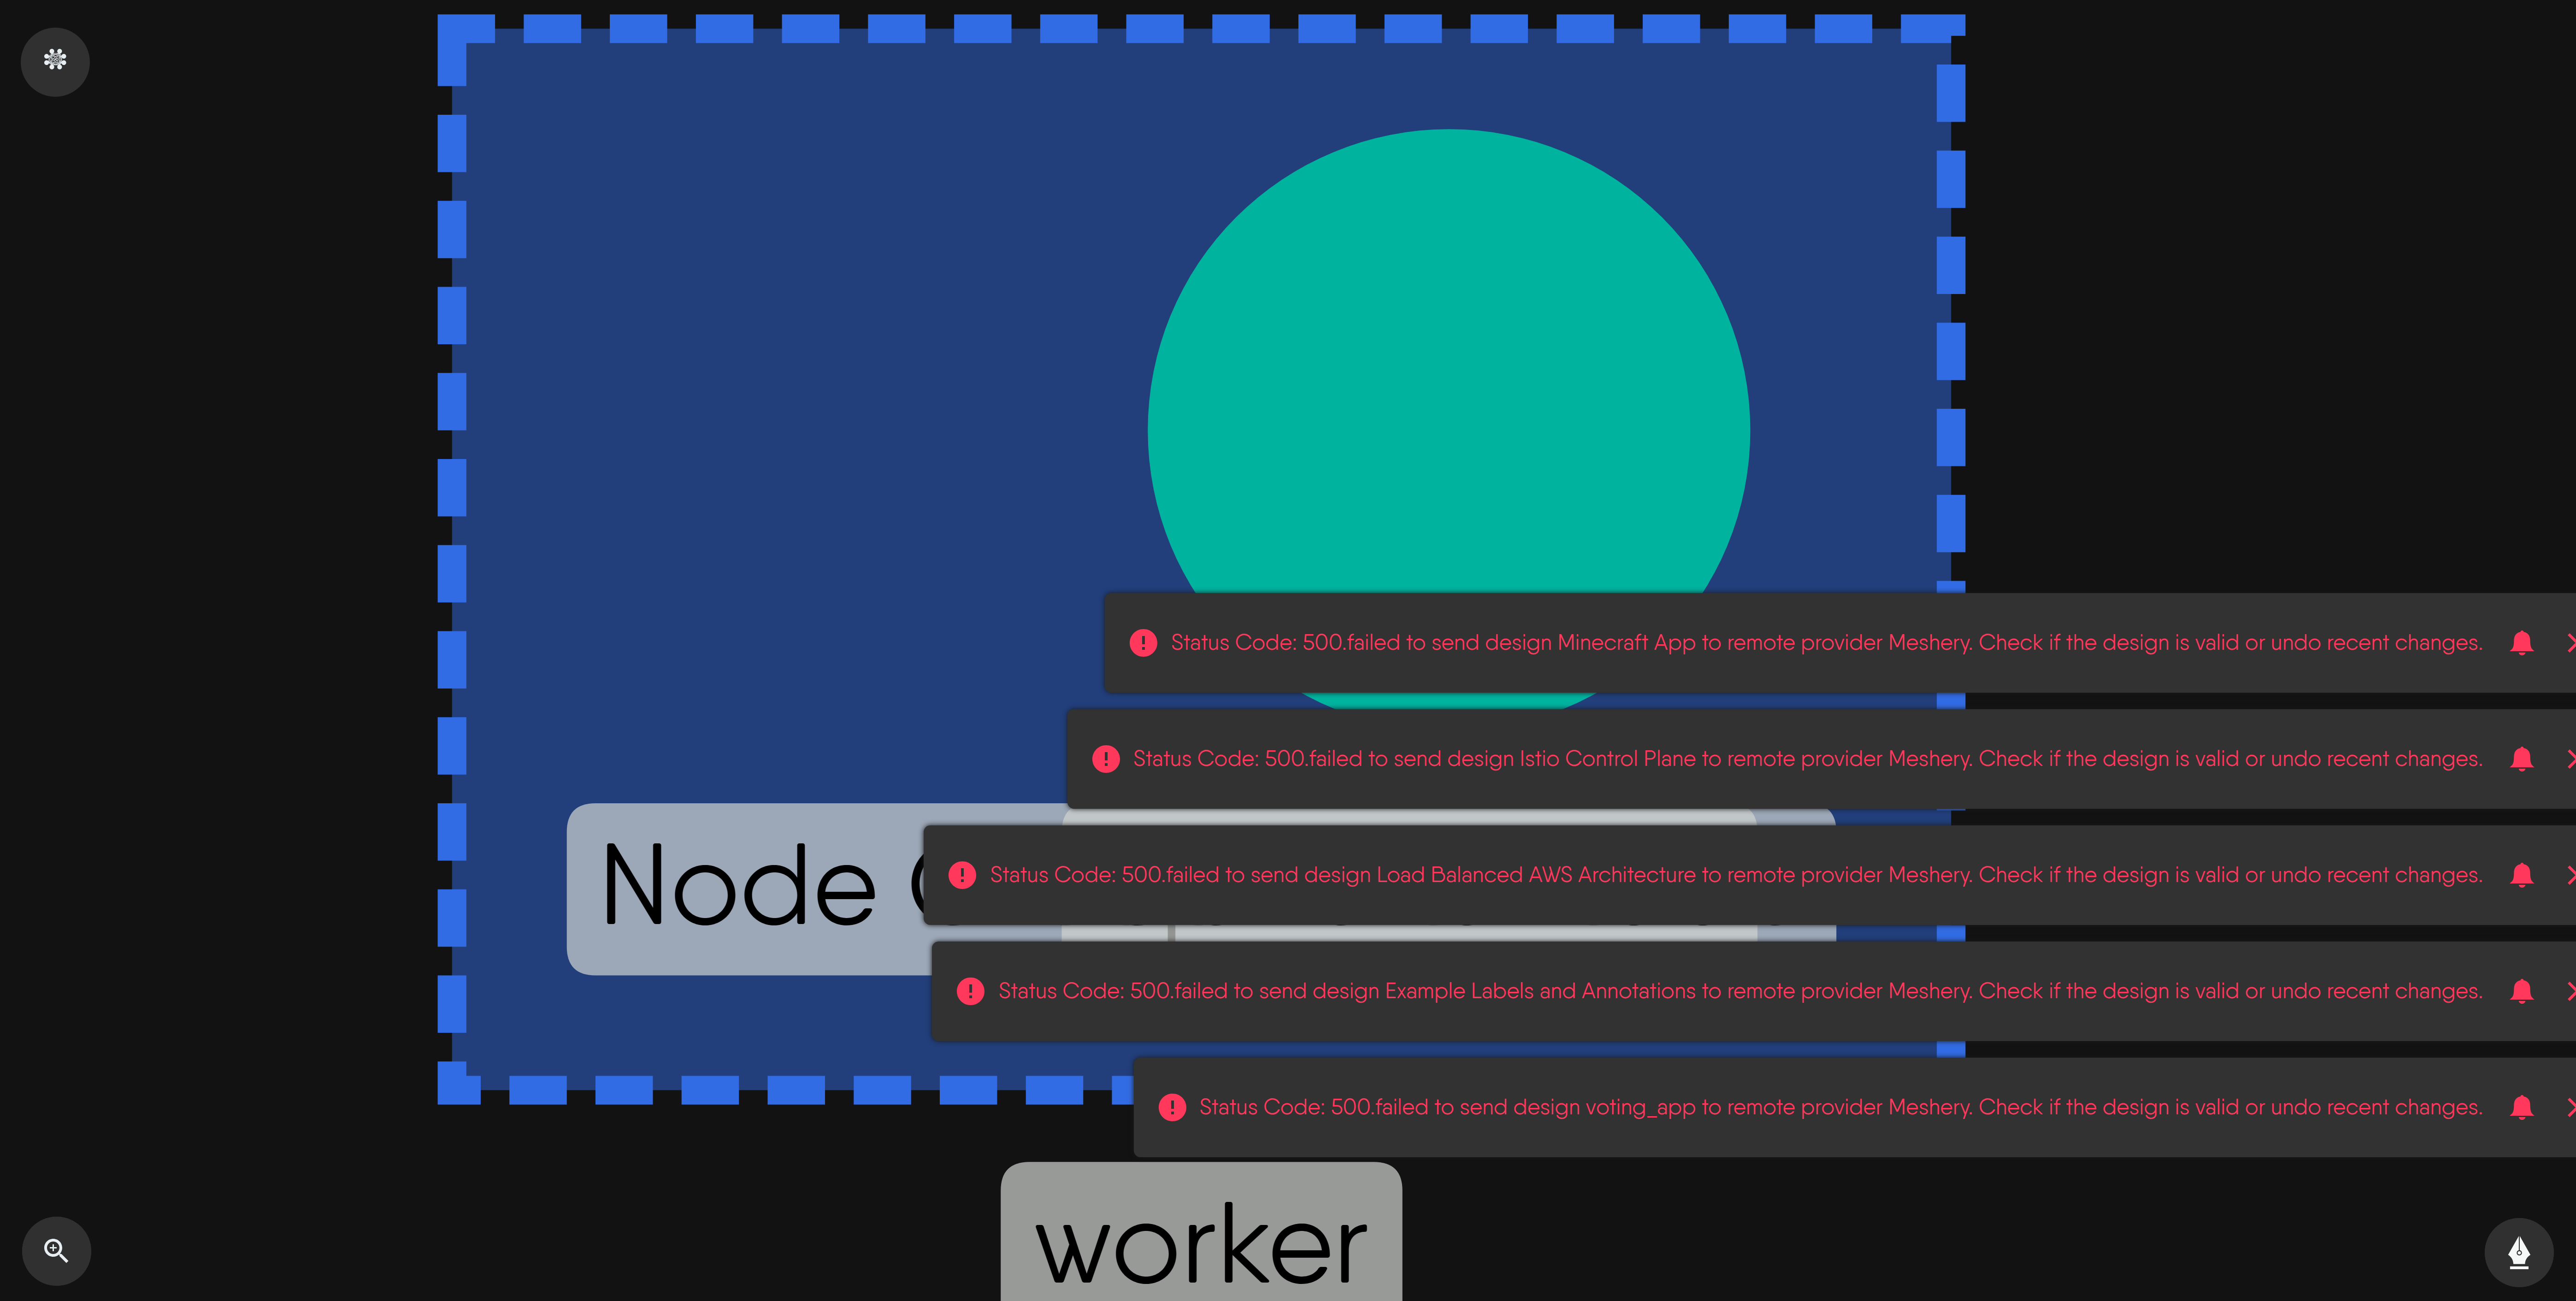 Status Code: 500.failed to send design Minecraft App to remote provider Meshery. Check if the design is valid or undo recent changes.
Status Code: 500.failed to send design Istio Control Plane to remote provider Meshery. Check if the design is valid or undo recent changes.
Node
Status Code: 500.failed to send design Load Balanced AWS Architecture to remote provider Meshery. Check if the design is valid or undo recent changes.
Status Code: 500.failed to send design Example Labels and Annotations to remote provider Meshery. Check if the design is valid or undo recent changes.
Status Code: 500.failed to send design voting_app to remote provider Meshery. Check if the design is valid or undo recent changes.
worker